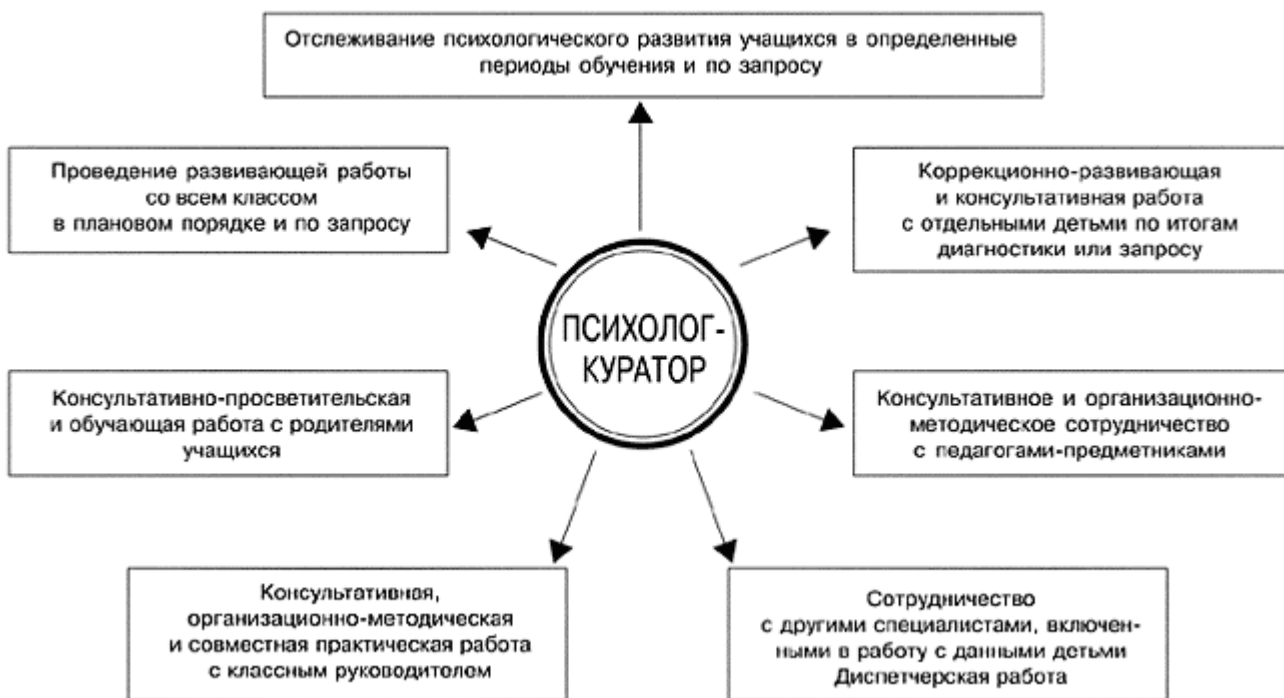 Отслеживание психологического развития учащихся в определенные
периоды обучения и по запросу
Проведение развивающей работы
со всем классом
в плановом порядке и по запросу
Коррекционно-развивающая
и консультативная работа
с отдельными детьми по итогам
диагностики или запросу
ПСИХОЛОГ-
КУРАТОР
Консультативно-просветительская
и обучающая работа с родителями
учащихся
Консультативное и организационно-
методическое сотрудничество
с педагогами-предметниками
Консультативная,
организационно-методическая
и совместная практическая работа
с классным руководителем
Сотрудничество
с другими специалистами, включен-
ными в работу с данными детьми
Диспетчерская работа